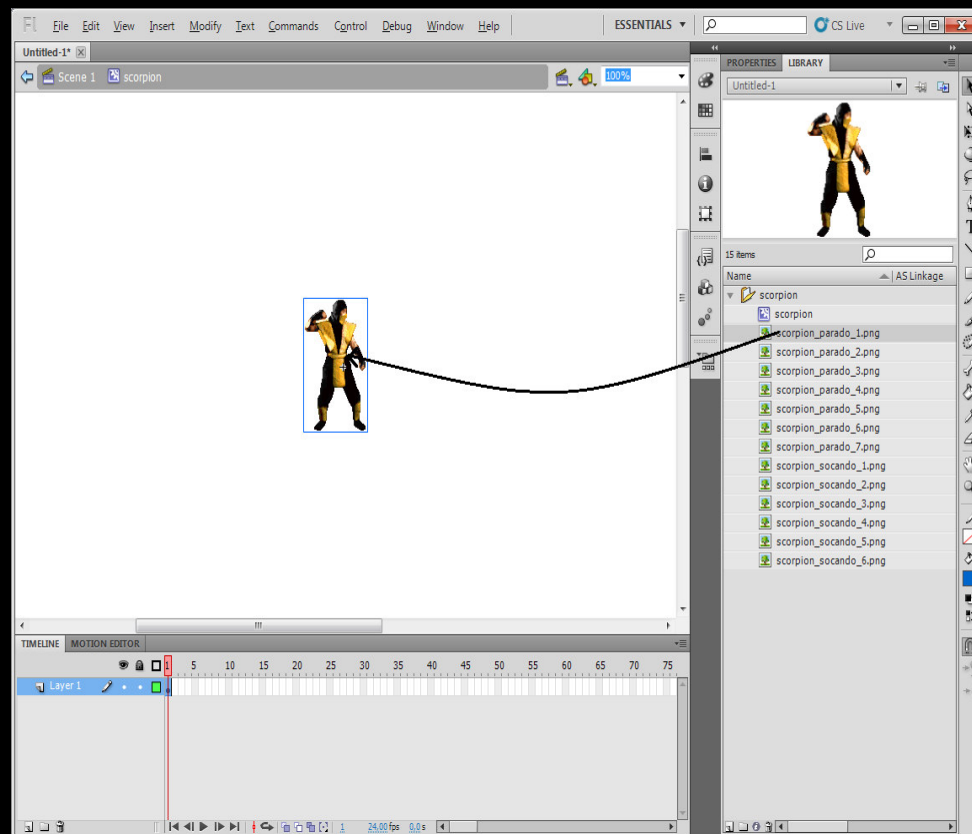 Fl File Edit View Insert Modify Text Commands Control Debug Window Help ESSENTIALS CS Live
Untitled-1*
Scene 1 scorpion 100%
PROPERTIES LIBRARY
Untitled-1
15 items
Name AS Linkage
scorpion
scorpion
scorpion_parado_1.png
scorpion_parado_2.png
scorpion_parado_3.png
scorpion_parado_4.png
scorpion_parado_5.png
scorpion_parado_6.png
scorpion_parado_7.png
scorpion_socando_1.png
scorpion_socando_2.png
scorpion_socando_3.png
scorpion_socando_4.png
scorpion_socando_5.png
scorpion_socando_6.png
TIMELINE MOTION EDITOR
1 5 10 15 20 25 30 35 40 45 50 55 60 65 70 75
Layer 1
1 24.00 fps 0.0 s